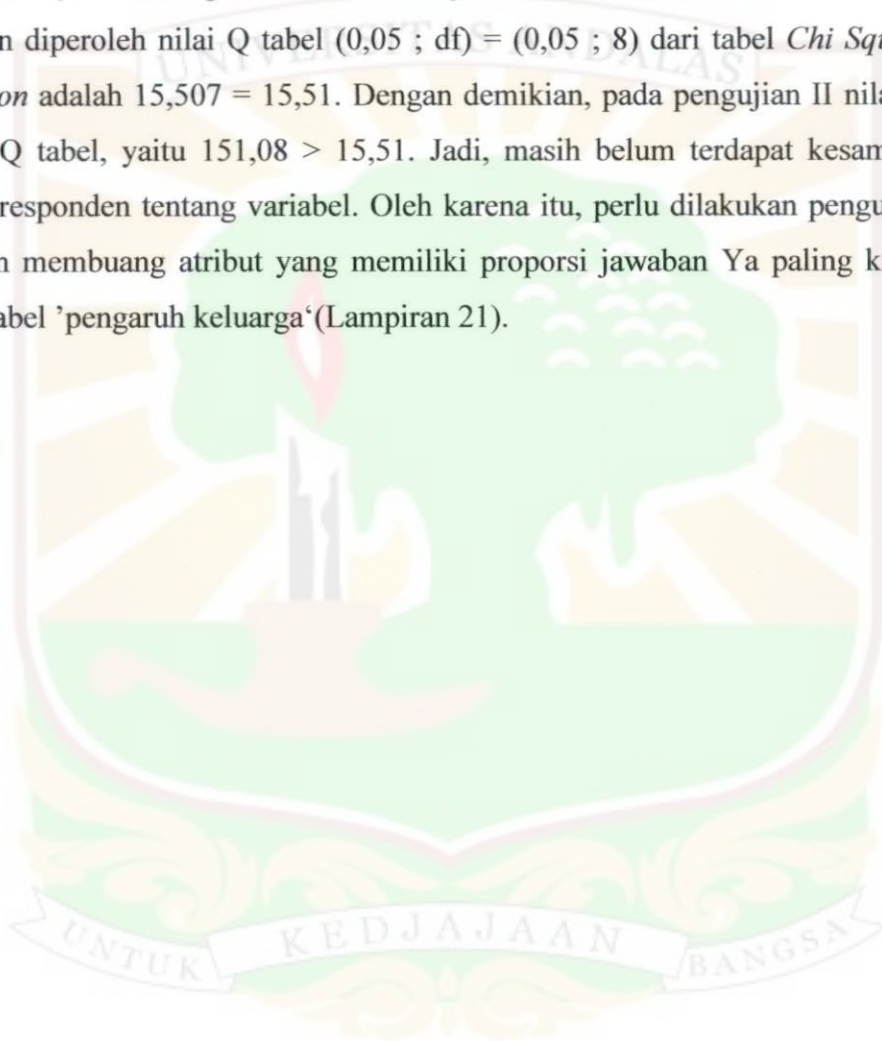 n diperoleh nilai Q tabel (0,05 ; df) = (0,05 ; 8) dari tabel Chi Squ
on adalah 15,507 = 15,51. Dengan demikian, pada pengujian II nila
Q tabel, yaitu 151,08 > 15,51. Jadi, masih belum terdapat kesam
responden tentang variabel. Oleh karena itu, perlu dilakukan pengu
n membuang atribut yang memiliki proporsi jawaban Ya paling k
abel ’pengaruh keluarga‘(Lampiran 21).
UNIVERSITAS ANDALAS
UNTUK KEDJAJAAN BANGSA